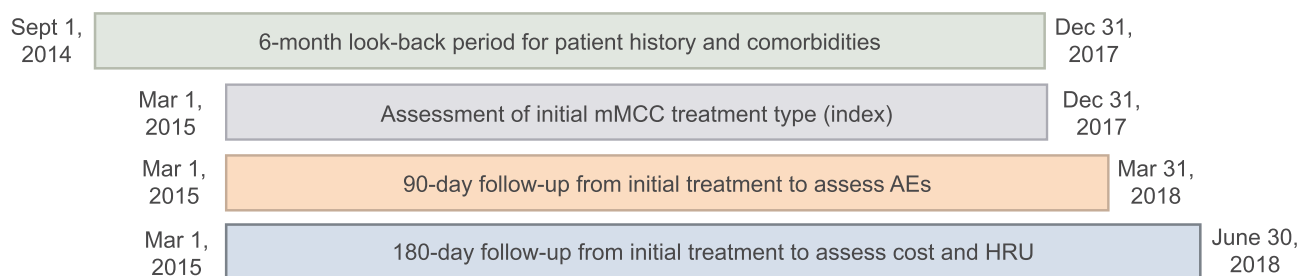 Sept 1,
2014
6-month look-back period for patient history and comorbidities
Dec 31,
2017
Mar 1,
2015
Assessment of initial mMCC treatment type (index)
Dec 31,
2017
Mar 1,
2015
90-day follow-up from initial treatment to assess AEs
Mar 31,
2018
Mar 1,
2015
180-day follow-up from initial treatment to assess cost and HRU
June 30,
2018